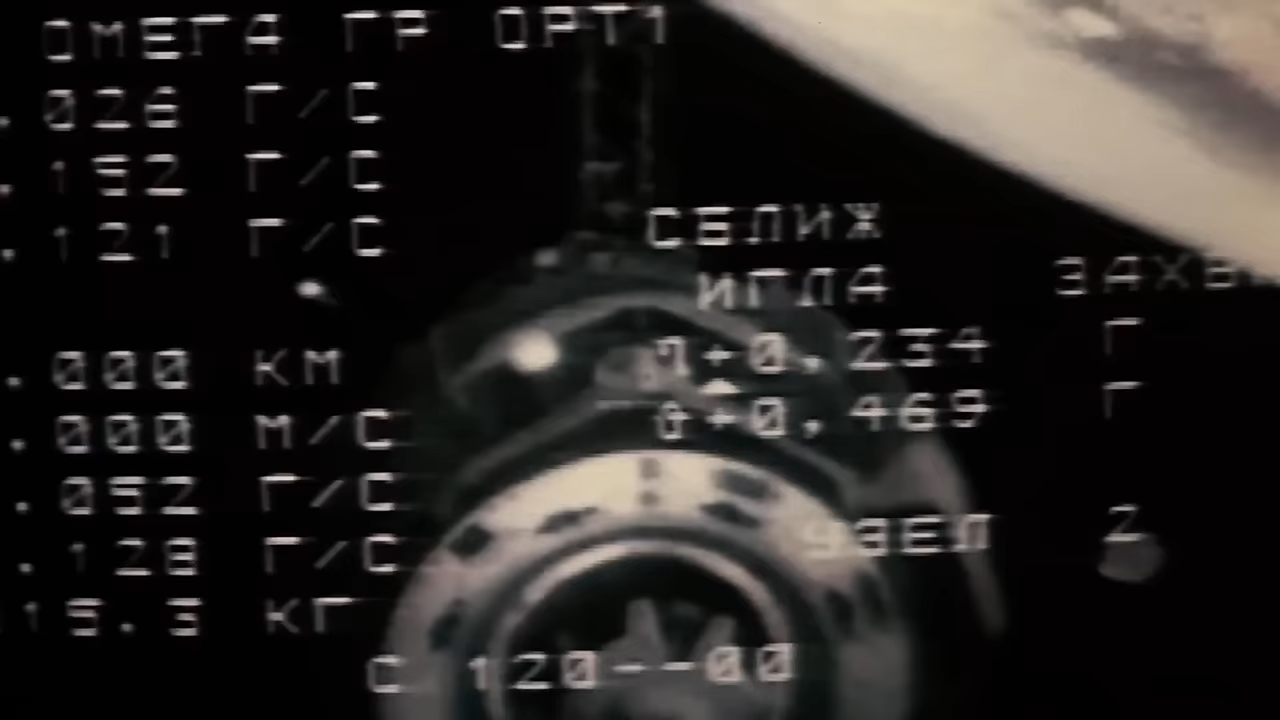 ОМЕГА ГР ОРТ1
.026 Г/С
.152 Г/С
.121 Г/С
СБЛИЖ
ИГЛА ЗАХВ
.000 КМ η+0,234 Г
.000 М/С ϑ+0,469 Г
.052 Г/С
.128 Г/С УЗЕЛ 2
15.3 КГ
С 120--00